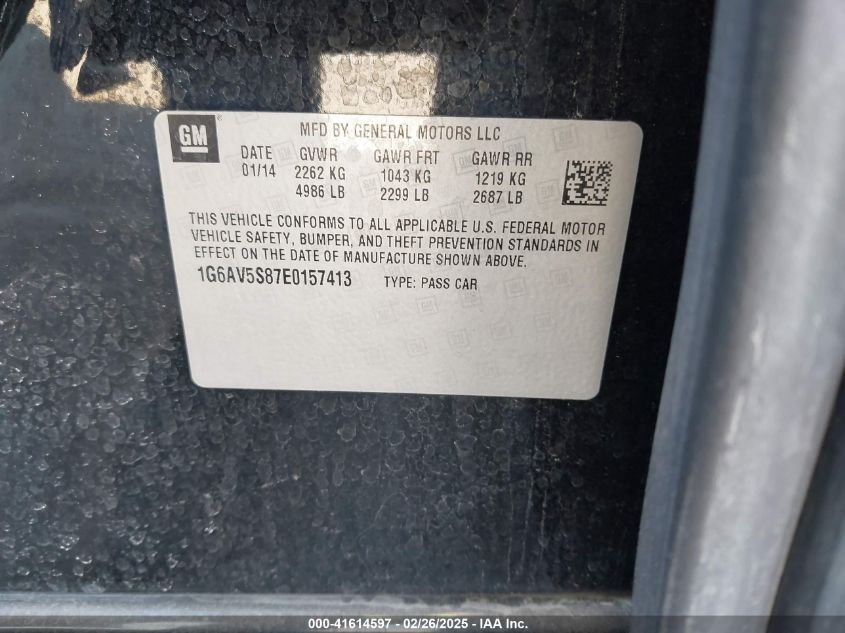 GM
MFD BY GENERAL MOTORS LLC
DATE GVWR GAWR FRT GAWR RR
01/14 2262 KG 1043 KG 1219 KG
4986 LB 2299 LB 2687 LB
THIS VEHICLE CONFORMS TO ALL APPLICABLE U.S. FEDERAL MOTOR
VEHICLE SAFETY, BUMPER, AND THEFT PREVENTION STANDARDS IN
EFFECT ON THE DATE OF MANUFACTURE SHOWN ABOVE.
1G6AV5S87E0157413 TYPE: PASS CAR
000-41614597 - 02/26/2025 - IAA Inc.